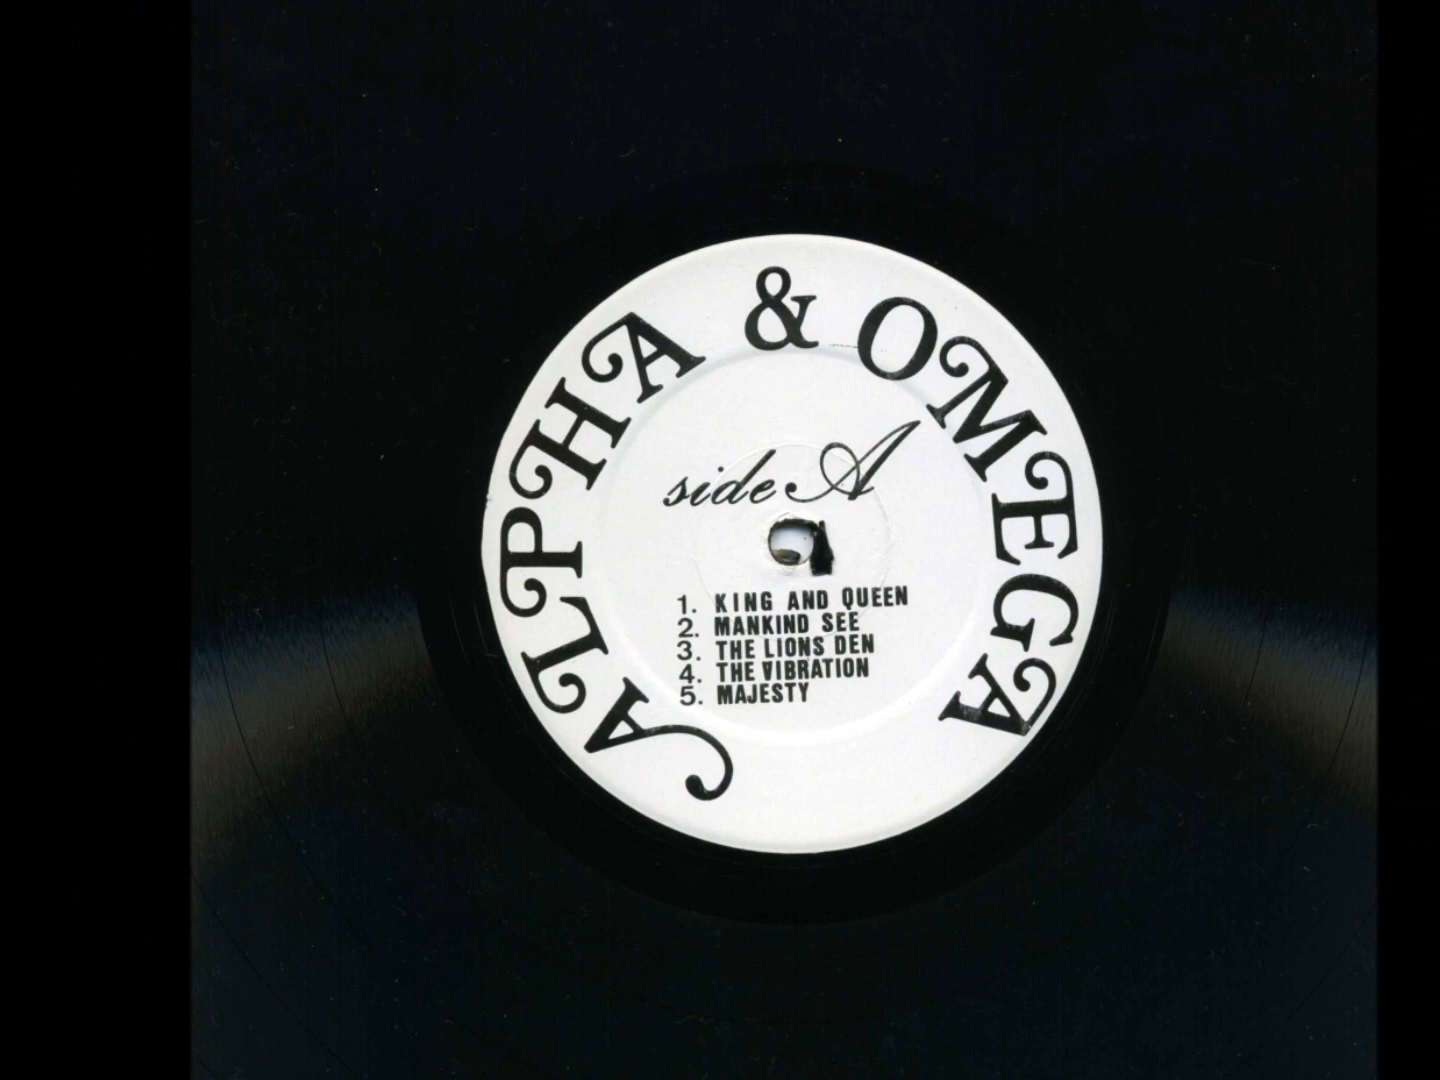 ALPHA & OMEGA
side A
1. KING AND QUEEN
2. MANKIND SEE
3. THE LIONS DEN
4. THE VIBRATION
5. MAJESTY